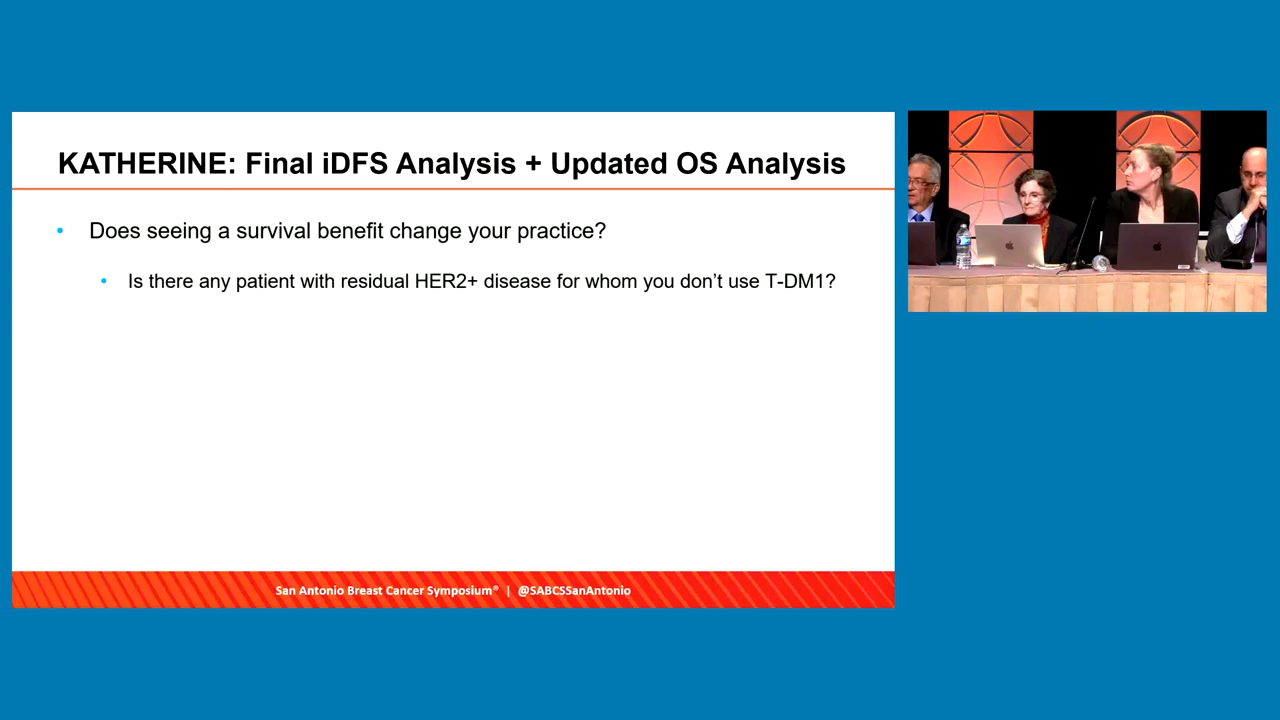 KATHERINE: Final iDFS Analysis + Updated OS Analysis
• Does seeing a survival benefit change your practice?
• Is there any patient with residual HER2+ disease for whom you don’t use T-DM1?
San Antonio Breast Cancer Symposium® | @SABCSSanAntonio